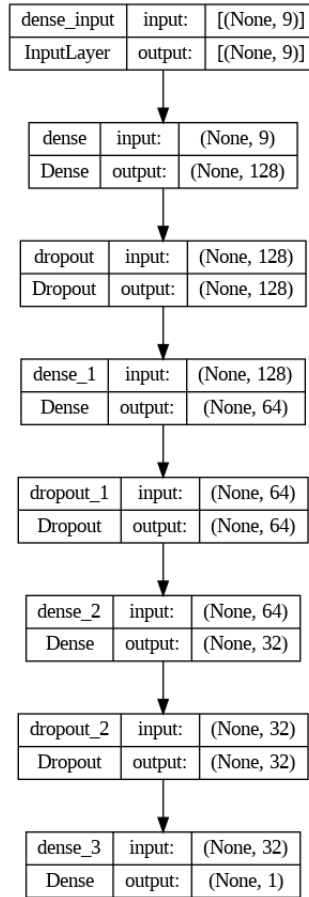 dense_input input: [(None, 9)]
InputLayer output: [(None, 9)]
dense input: (None, 9)
Dense output: (None, 128)
dropout input: (None, 128)
Dropout output: (None, 128)
dense_1 input: (None, 128)
Dense output: (None, 64)
dropout_1 input: (None, 64)
Dropout output: (None, 64)
dense_2 input: (None, 64)
Dense output: (None, 32)
dropout_2 input: (None, 32)
Dropout output: (None, 32)
dense_3 input: (None, 32)
Dense output: (None, 1)